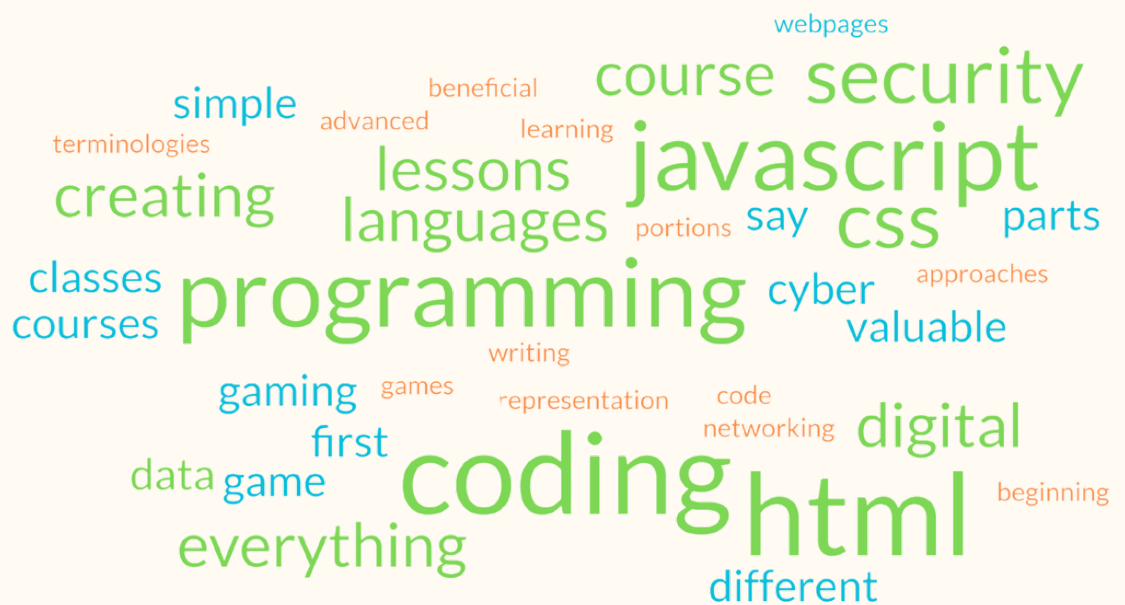 webpages
course security
simple beneficial
advanced learning
terminologies javascript
lessons
creating
languages portions say css parts
classes programming cyber approaches
courses valuable
writing
gaming games representation code
networking digital
first
data game coding html beginning
everything
different